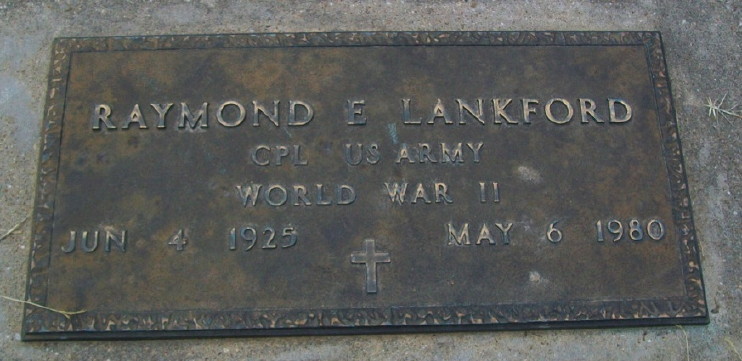 RAYMOND E LANKFORD
CPL US ARMY
WORLD WAR II
JUN 4 1925 MAY 6 1980